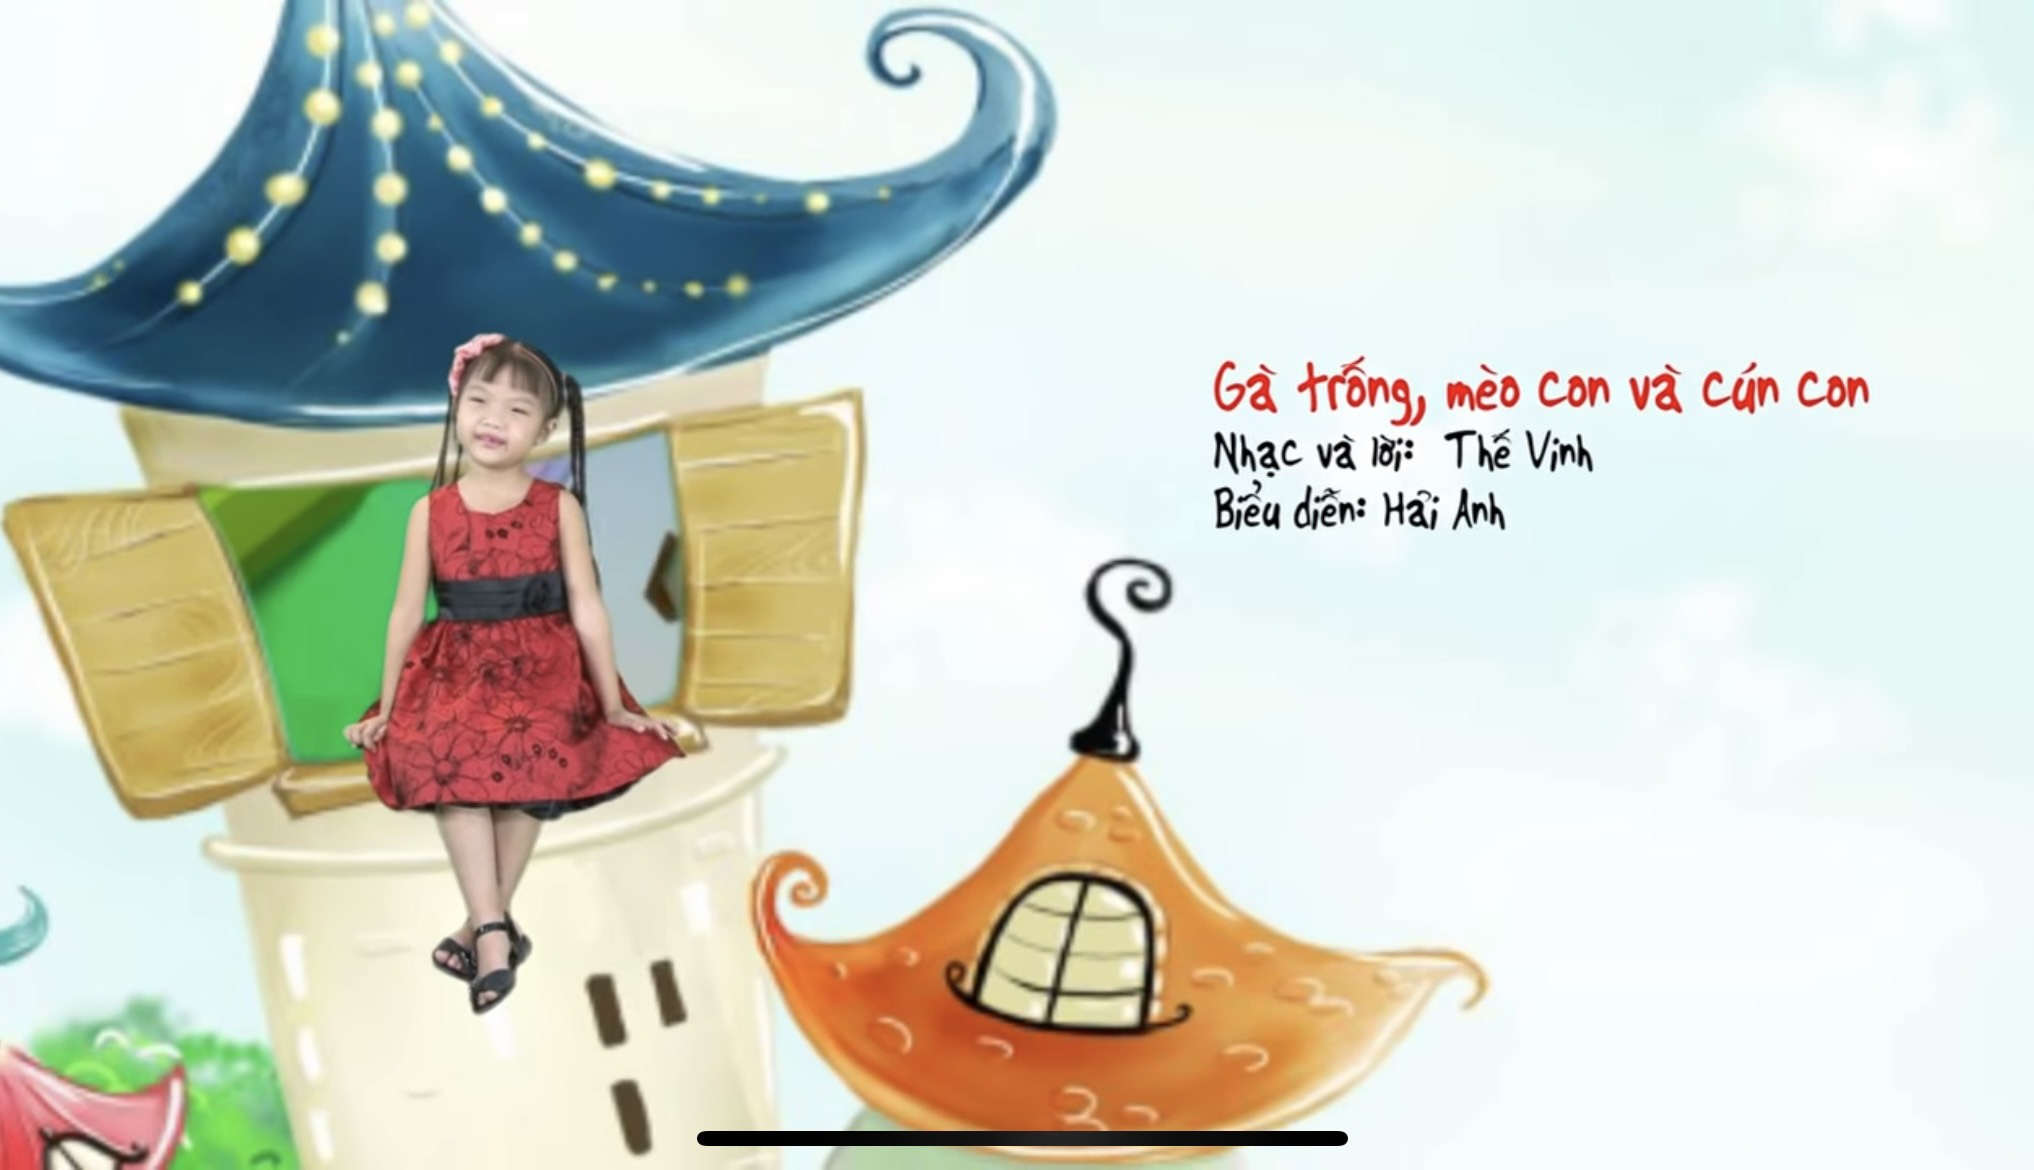 Gà trống, mèo con và cún con
Nhạc và lời: Thế Vinh
Biểu diễn: Hải Anh